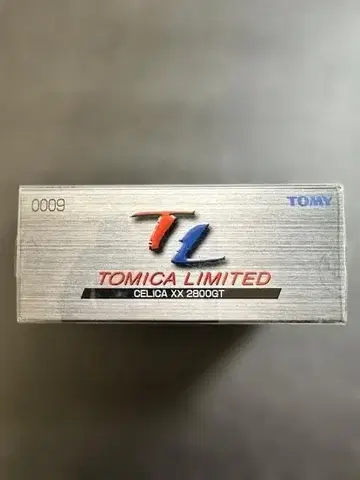 0009
TOMY
TL
TOMICA LIMITED
CELICA XX 2800GT